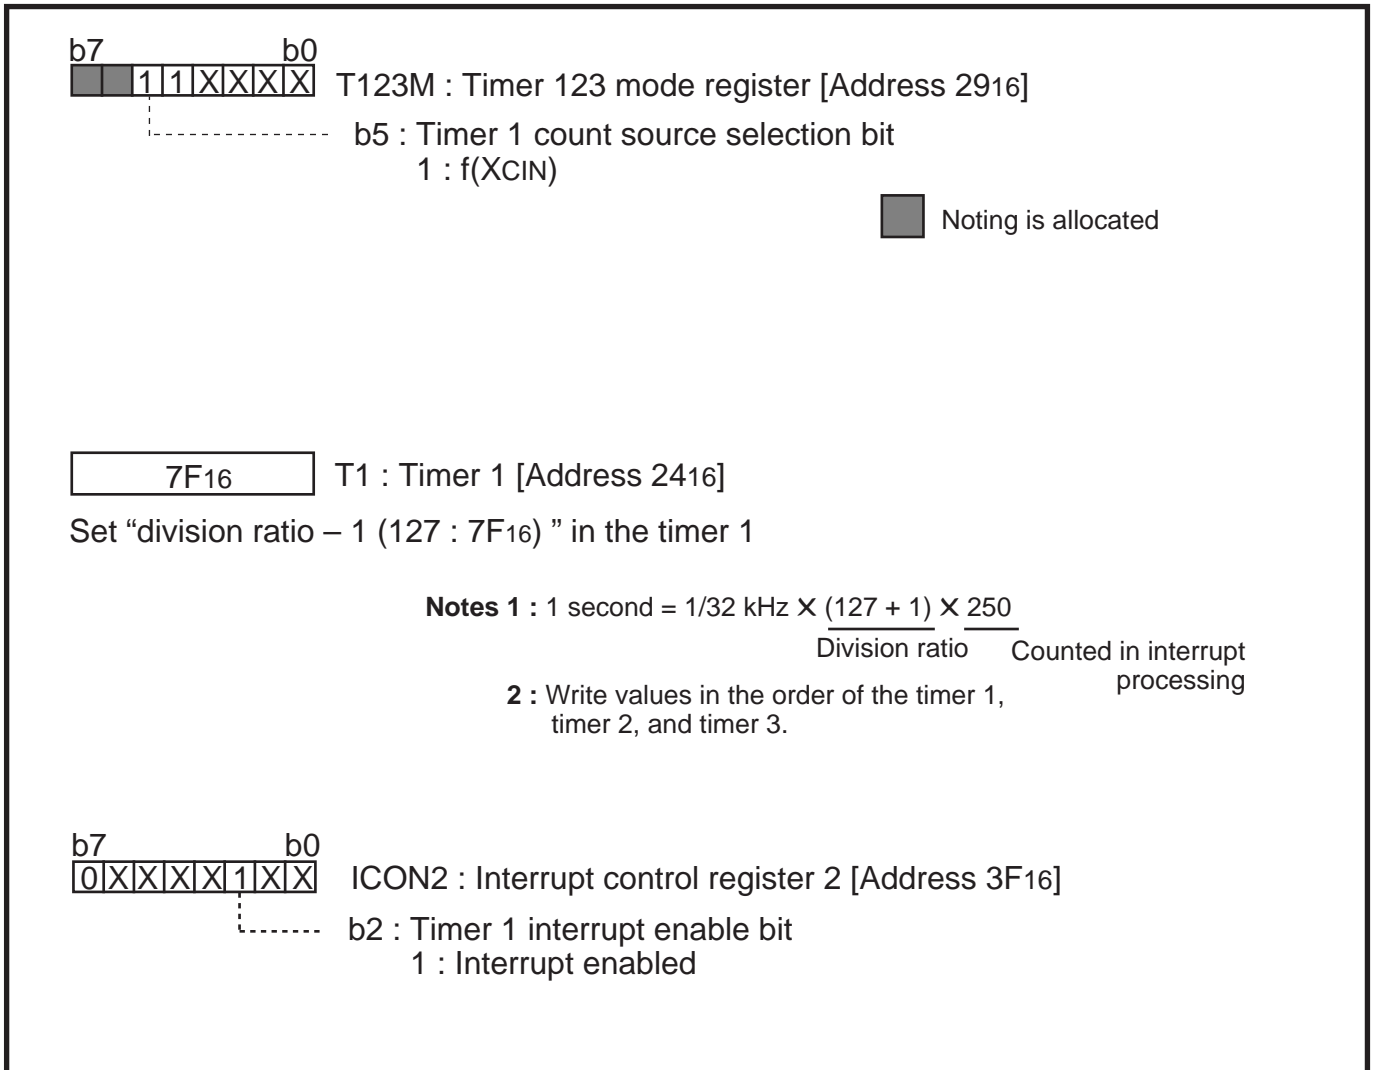 b7 b0
1 1 X X X X T123M : Timer 123 mode register [Address 2916]
b5 : Timer 1 count source selection bit
1 : f(XCIN)
Noting is allocated
7F16 T1 : Timer 1 [Address 2416]
Set “division ratio – 1 (127 : 7F16) ” in the timer 1
Notes 1 : 1 second = 1/32 kHz ✕ (127 + 1) ✕ 250
Division ratio Counted in interrupt
processing
2 : Write values in the order of the timer 1,
timer 2, and timer 3.
b7 b0
0 X X X X 1 X X ICON2 : Interrupt control register 2 [Address 3F16]
b2 : Timer 1 interrupt enable bit
1 : Interrupt enabled